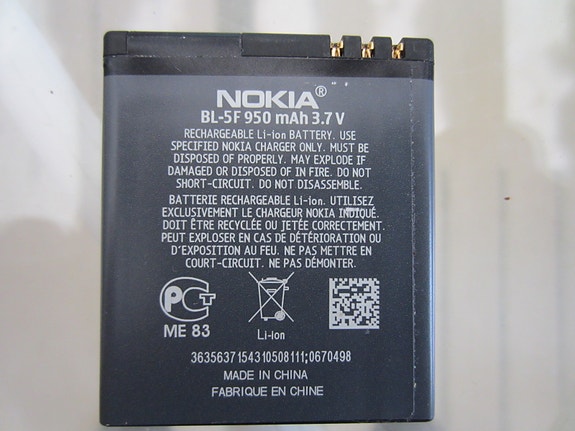 NOKIA®
BL-5F 950 mAh 3.7 V
RECHARGEABLE Li-ion BATTERY. USE
SPECIFIED NOKIA CHARGER ONLY. MUST BE
DISPOSED OF PROPERLY. MAY EXPLODE IF
DAMAGED OR DISPOSED IN FIRE. DO NOT
SHORT-CIRCUIT. DO NOT DISASSEMBLE.
BATTERIE RECHARGEABLE Li-ion. UTILISEZ
EXCLUSIVEMENT LE CHARGEUR NOKIA INDIQUÉ.
DOIT ÊTRE RECYCLÉE OU JETÉE CORRECTEMENT.
PEUT EXPLOSER EN CAS DE DÉTÉRIORATION OU
D'EXPOSITION AU FEU. NE PAS METTRE EN
COURT-CIRCUIT. NE PAS DÉMONTER.
PCT
ME 83
Li-ion
3635637154310508111;0670498
MADE IN CHINA
FABRIQUE EN CHINE